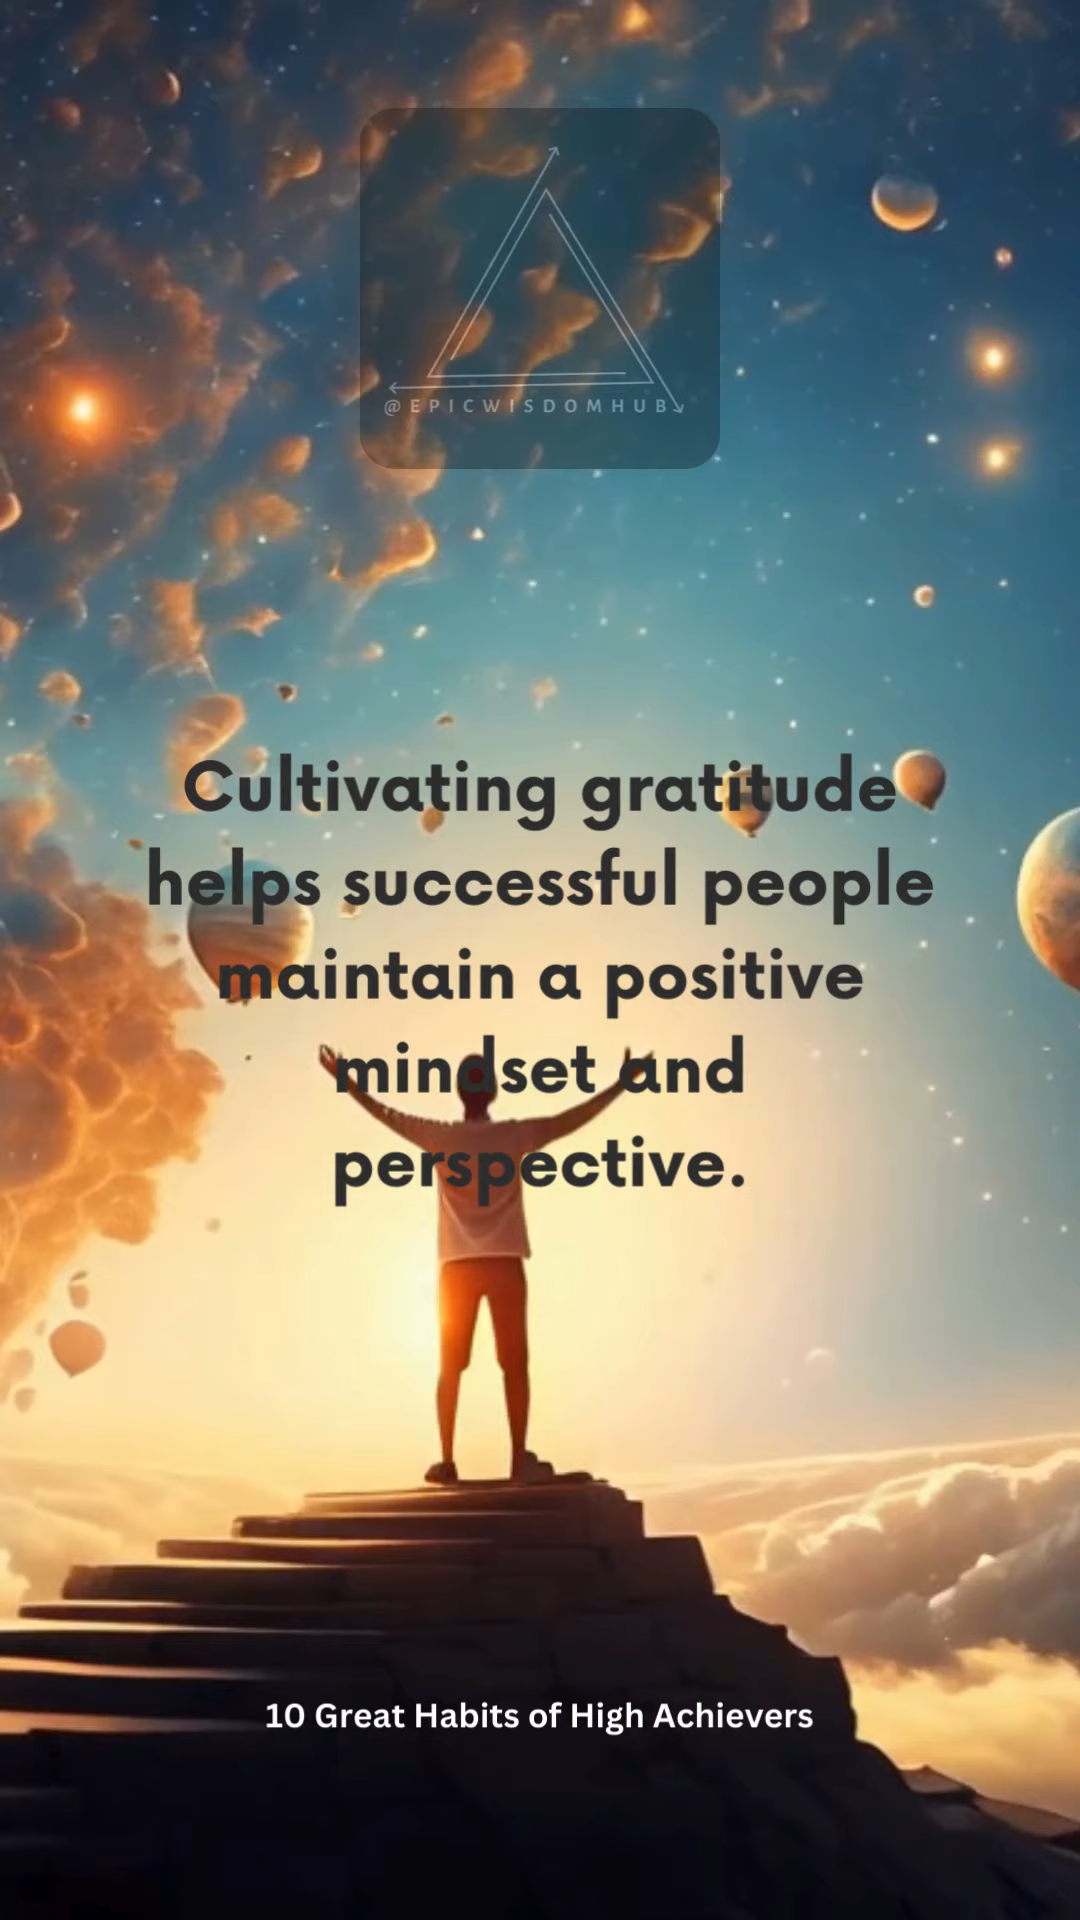 @EPICWISDOMHUB
Cultivating gratitude
helps successful people
maintain a positive
mindset and
perspective.
10 Great Habits of High Achievers